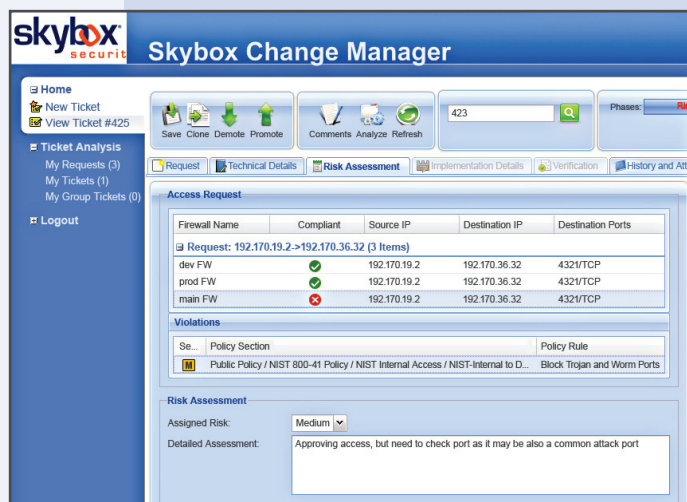 skybox
securit
Skybox Change Manager
Home
New Ticket
View Ticket #425
Ticket Analysis
My Requests (3)
My Tickets (1)
My Group Tickets (0)
Logout
Save Clone Demote Promote
Comments Analyze Refresh
423
Phases: Ri
Request Technical Details Risk Assessment Implementation Details Verification History and Att
Access Request
Firewall Name Compliant Source IP Destination IP Destination Ports
Request: 192.170.19.2->192.170.36.32 (3 Items)
dev FW 192.170.19.2 192.170.36.32 4321/TCP
prod FW 192.170.19.2 192.170.36.32 4321/TCP
main FW 192.170.19.2 192.170.36.32 4321/TCP
Violations
Se... Policy Section Policy Rule
M Public Policy / NIST 800-41 Policy / NIST Internal Access / NIST-Internal to D... Block Trojan and Worm Ports
Risk Assessment
Assigned Risk: Medium
Detailed Assessment: Approving access, but need to check port as it may be also a common attack port